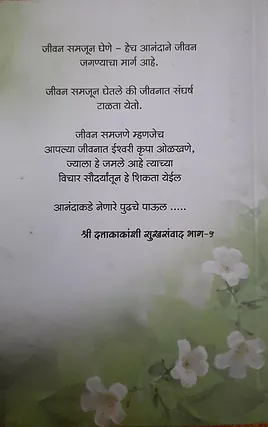 जीवन समजून घेणे – हेच आनंदाने जीवन
जगण्याचा मार्ग आहे.
जीवन समजून घेतले की जीवनात संघर्ष
टाळता येतो.
जीवन समजणे म्हणजेच
आपल्या जीवनात ईश्वरी कृपा ओळखणे,
ज्याला हे जमले आहे त्याच्या
विचार सौदर्यातून हे शिकता येईल
आनंदाकडे नेणारे पुढचे पाऊल .....
श्री दत्ताकाकांशी सुखसंवाद भाग-५